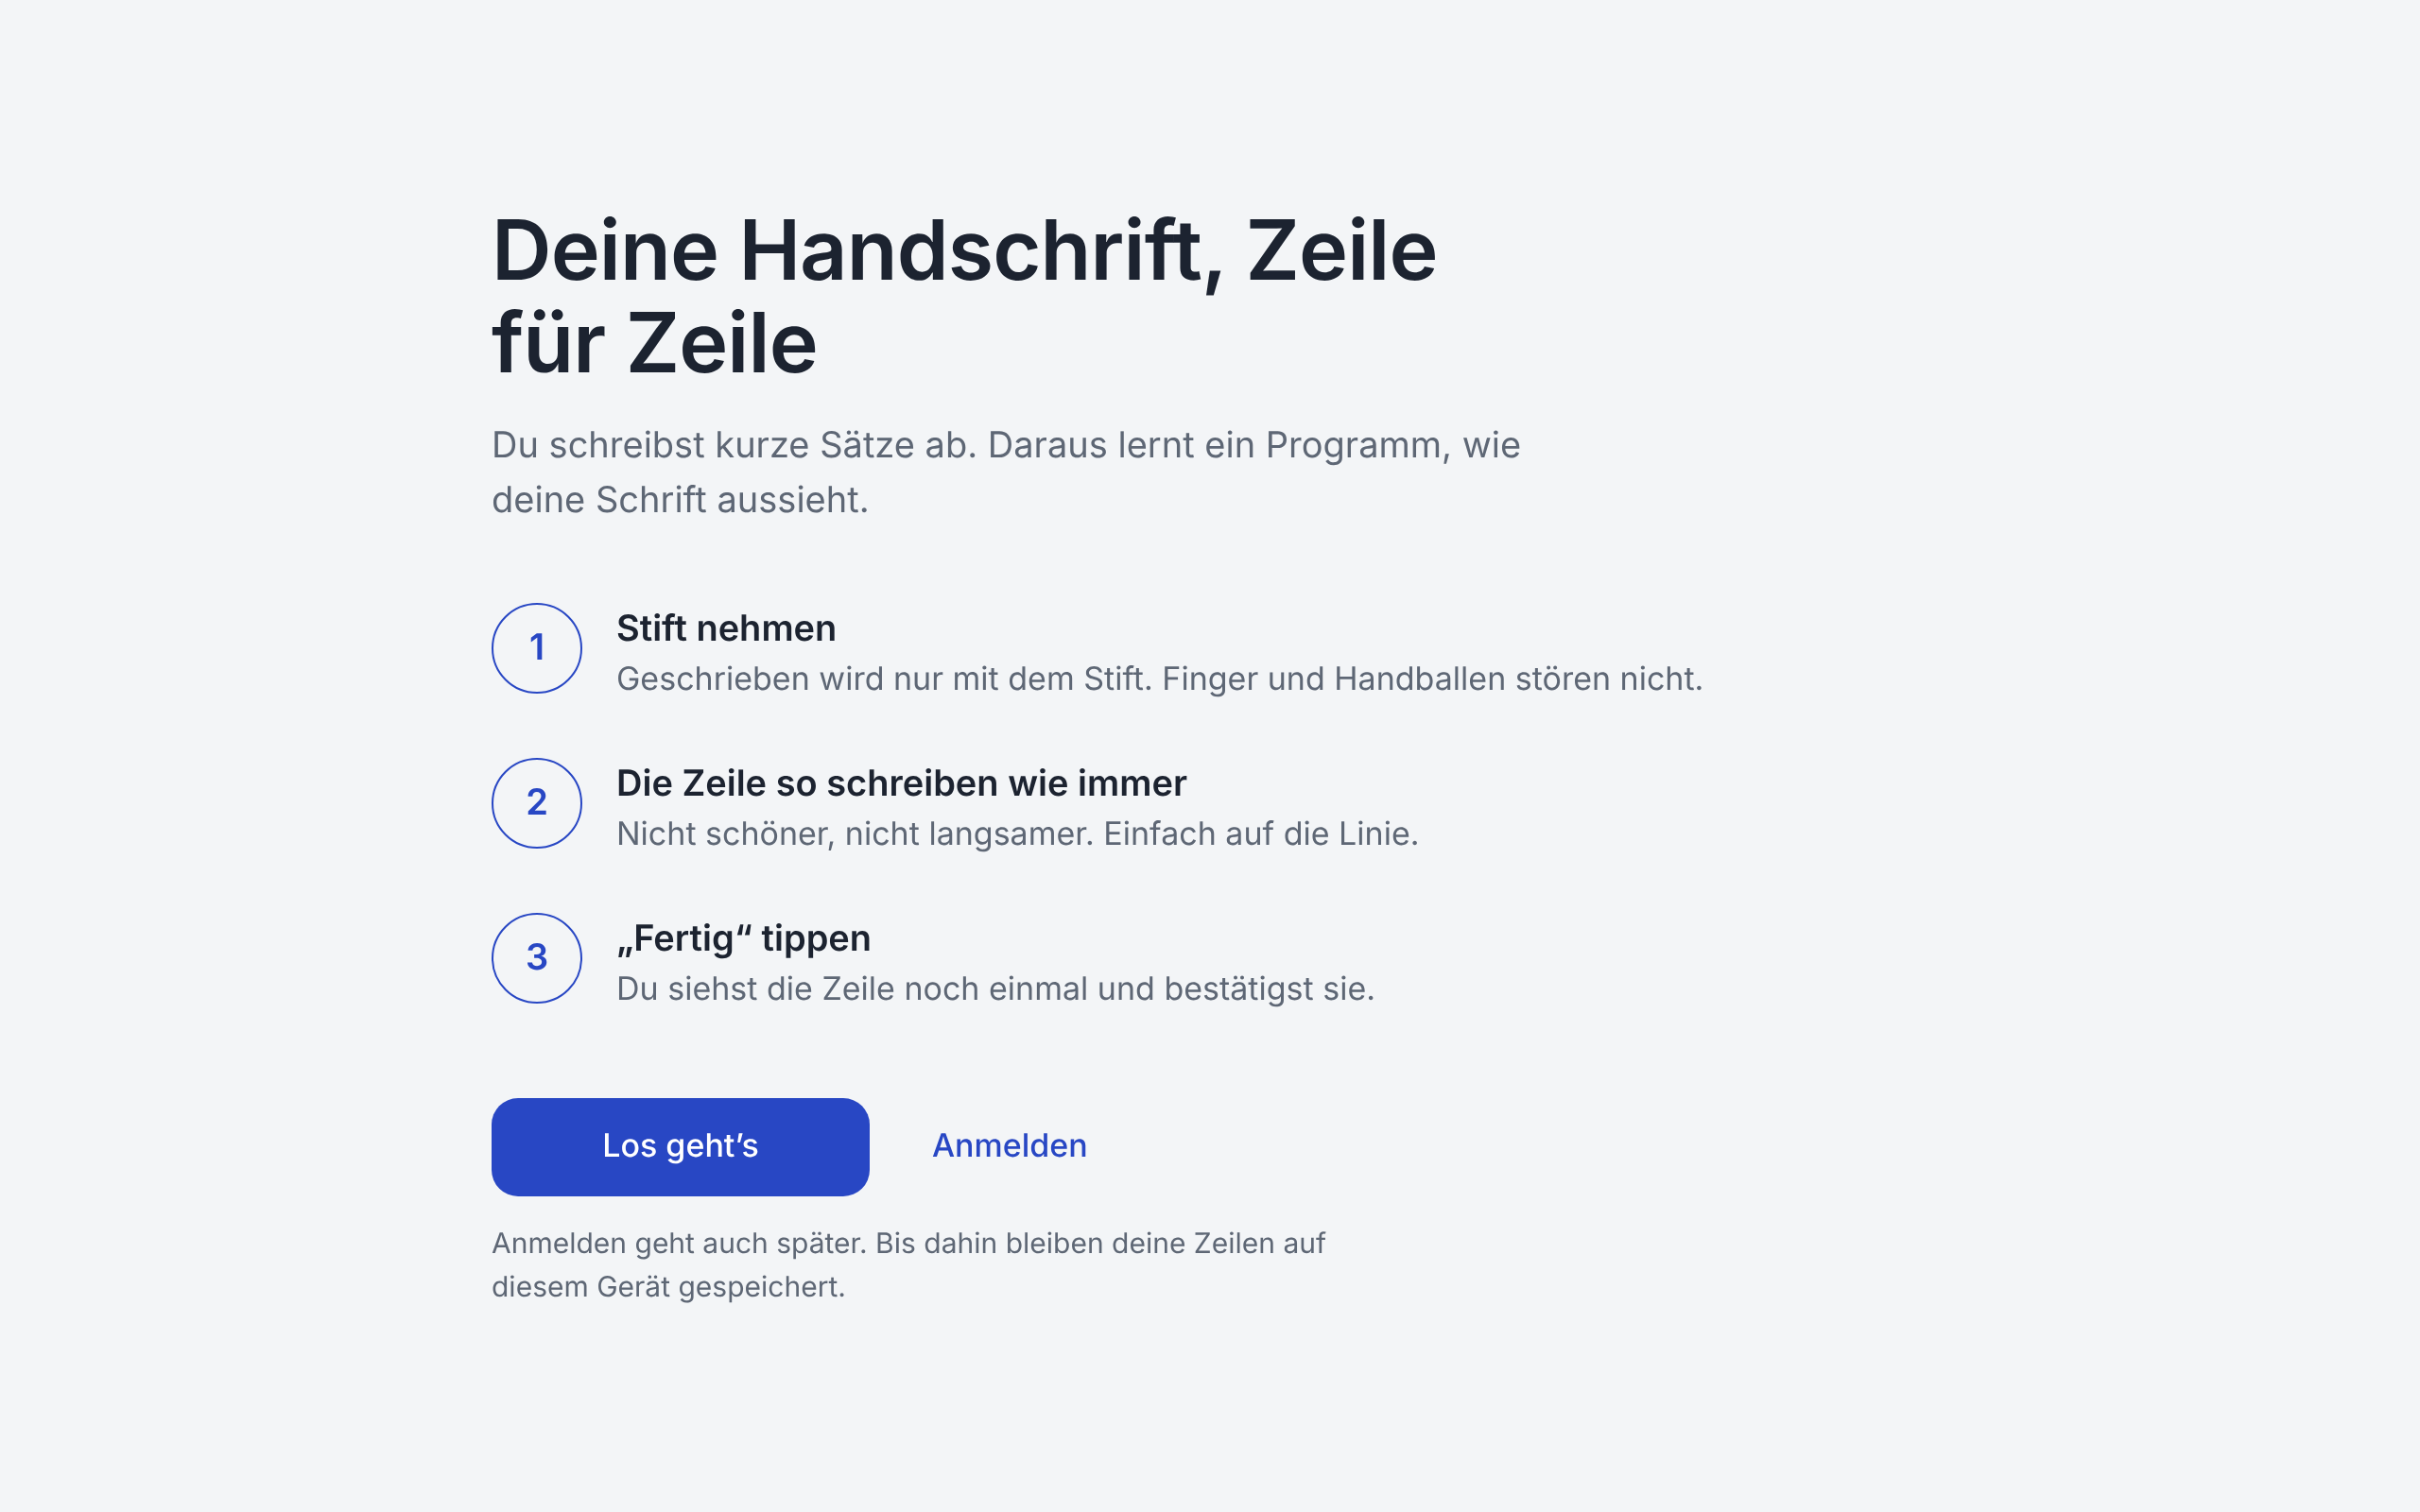 Deine Handschrift, Zeile
für Zeile
Du schreibst kurze Sätze ab. Daraus lernt ein Programm, wie
deine Schrift aussieht.
1
Stift nehmen
Geschrieben wird nur mit dem Stift. Finger und Handballen stören nicht.
2
Die Zeile so schreiben wie immer
Nicht schöner, nicht langsamer. Einfach auf die Linie.
3
„Fertig“ tippen
Du siehst die Zeile noch einmal und bestätigst sie.
Los geht’s
Anmelden
Anmelden geht auch später. Bis dahin bleiben deine Zeilen auf
diesem Gerät gespeichert.